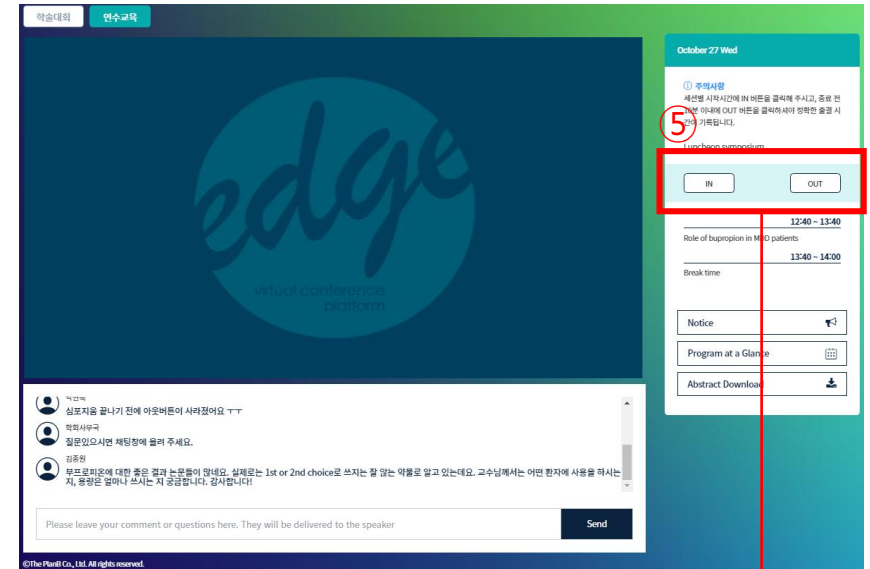 학술대회
연수교육
edge
virtual conference
platform
October 27 Wed
주의사항
세션별 시작시간에 IN 버튼을 클릭해 주시고, 종료 전
10분 이내에 OUT 버튼을 클릭하셔야 정확한 출결 시
간이 기록됩니다.
⑤
Luncheon symposium
IN
OUT
12:40 ~ 13:40
Role of bupropion in MDD patients
13:40 ~ 14:00
Break time
Notice
Program at a Glance
Abstract Download
심포지움 끝나기 전에 아웃버튼이 사라졌어요 ㅜㅜ
학회사무국
질문있으시면 채팅창에 올려 주세요.
김종원
부프로피온에 대한 좋은 결과 논문들이 많네요. 실제로는 1st or 2nd choice로 쓰지는 잘 않는 약물로 알고 있는데요. 교수님께서는 어떤 환자에 사용을 하시는
지, 용량은 얼마나 쓰시는 지 궁금합니다. 감사합니다!
Please leave your comment or questions here. They will be delivered to the speaker
Send
©The PlanB Co., Ltd. All rights reserved.